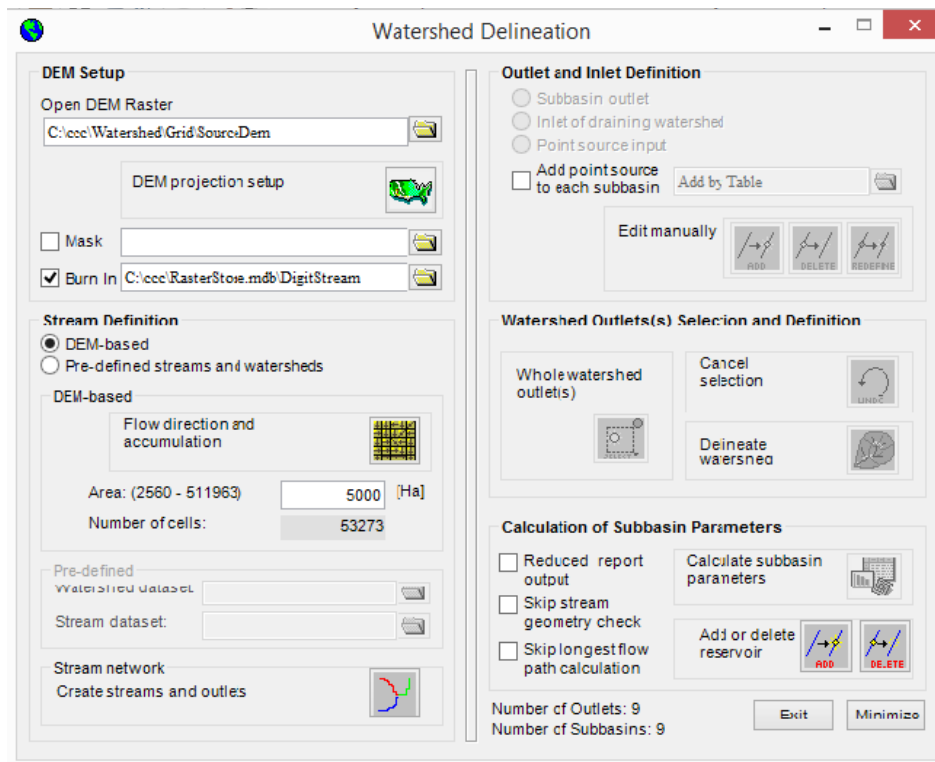 Watershed Delineation
DEM Setup
Open DEM Raster
C:\ccc\Watershed\Grid\SourceDem
DEM projection setup
Mask
Burn In C:\ccc\RasterStore.mdb\DigitStream
Stream Definition
DEM-based
Pre-defined streams and watersheds
DEM-based
Flow direction and
accumulation
Area: (2560 - 511963) 5000 [Ha]
Number of cells: 53273
Pre-defined
Watershed dataset
Stream dataset:
Stream network
Create streams and outlets
Outlet and Inlet Definition
Subbasin outlet
Inlet of draining watershed
Point source input
Add point source
to each subbasin
Add by Table
Edit manually
ADD DELETE REDEFINE
Watershed Outlets(s) Selection and Definition
Whole watershed
outlet(s)
SELECT
Cancel
selection
UNDO
Delineate
watershed
Calculation of Subbasin Parameters
Reduced report
output
Skip stream
geometry check
Skip longest flow
path calculation
Calculate subbasin
parameters
Add or delete
reservoir
ADD DELETE
Number of Outlets: 9
Number of Subbasins: 9
Exit Minimize